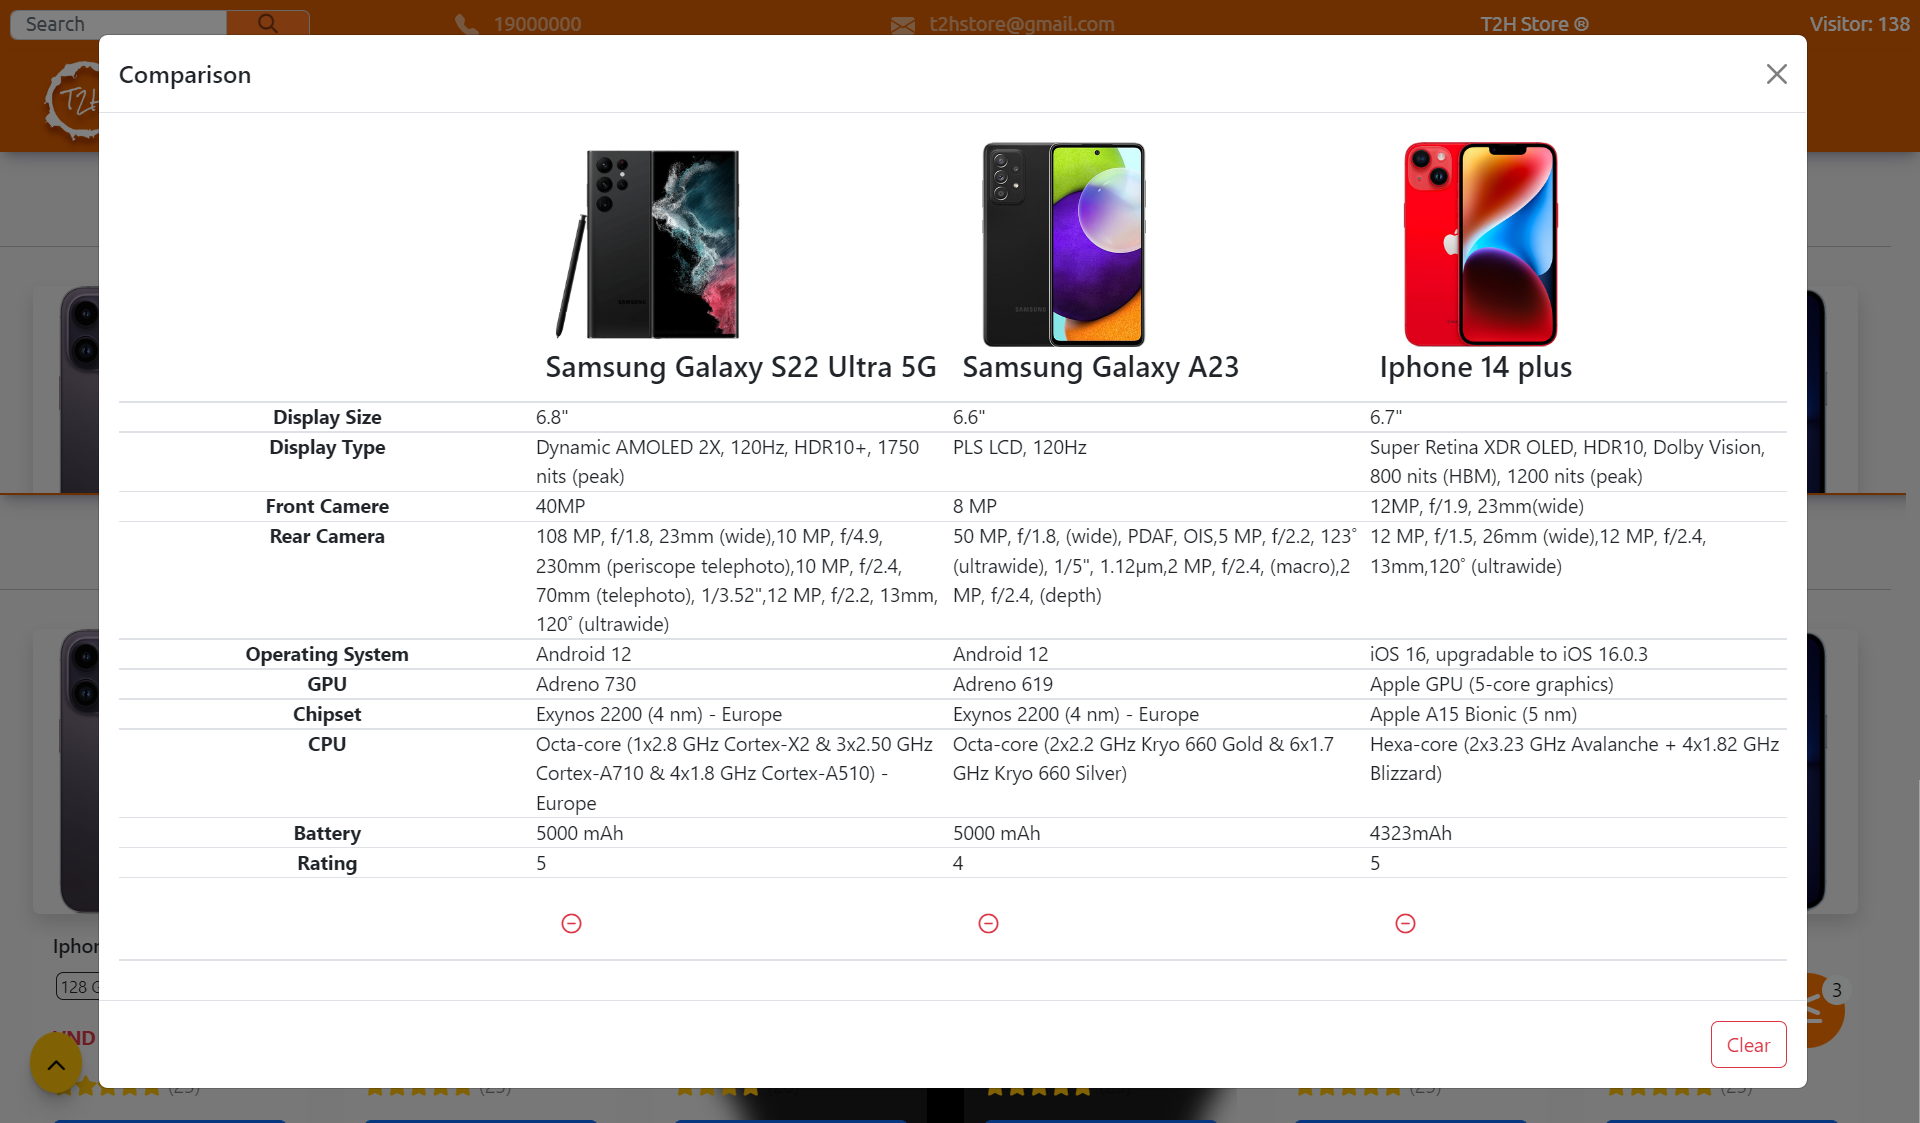 Search
19000000
t2hstore@gmail.com
T2H Store ®
Visitor: 138
Comparison
T2H
SAMSUNG
SAMSUNG
Samsung Galaxy S22 Ultra 5G
Samsung Galaxy A23
Iphone 14 plus
Display Size
6.8"
6.6"
6.7"
Display Type
Dynamic AMOLED 2X, 120Hz, HDR10+, 1750
nits (peak)
PLS LCD, 120Hz
Super Retina XDR OLED, HDR10, Dolby Vision,
800 nits (HBM), 1200 nits (peak)
Front Camere
40MP
8 MP
12MP, f/1.9, 23mm(wide)
Rear Camera
108 MP, f/1.8, 23mm (wide),10 MP, f/4.9,
230mm (periscope telephoto),10 MP, f/2.4,
70mm (telephoto), 1/3.52",12 MP, f/2.2, 13mm,
120˚ (ultrawide)
50 MP, f/1.8, (wide), PDAF, OIS,5 MP, f/2.2, 123˚
(ultrawide), 1/5", 1.12µm,2 MP, f/2.4, (macro),2
MP, f/2.4, (depth)
12 MP, f/1.5, 26mm (wide),12 MP, f/2.4,
13mm,120˚ (ultrawide)
Operating System
Android 12
Android 12
iOS 16, upgradable to iOS 16.0.3
GPU
Adreno 730
Adreno 619
Apple GPU (5-core graphics)
Chipset
Exynos 2200 (4 nm) - Europe
Exynos 2200 (4 nm) - Europe
Apple A15 Bionic (5 nm)
CPU
Octa-core (1x2.8 GHz Cortex-X2 & 3x2.50 GHz
Cortex-A710 & 4x1.8 GHz Cortex-A510) -
Europe
Octa-core (2x2.2 GHz Kryo 660 Gold & 6x1.7
GHz Kryo 660 Silver)
Hexa-core (2x3.23 GHz Avalanche + 4x1.82 GHz
Blizzard)
Battery
5000 mAh
5000 mAh
4323mAh
Rating
5
4
5
Iphon
128 G
3
VND
Clear